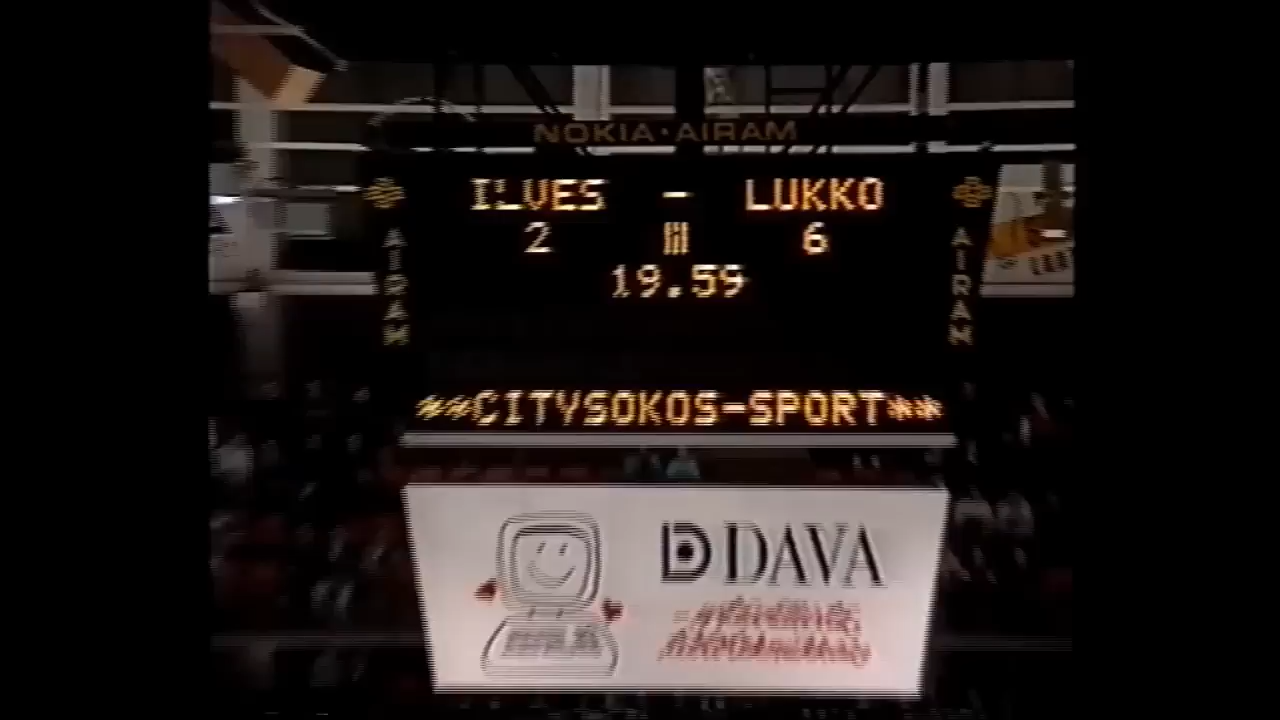 NOKIA · AIRAM
ILVES - LUKKO
2 III 6
19.59
AIRAM
AIRAM
**CITYSOKOS-SPORT**
D DAVA